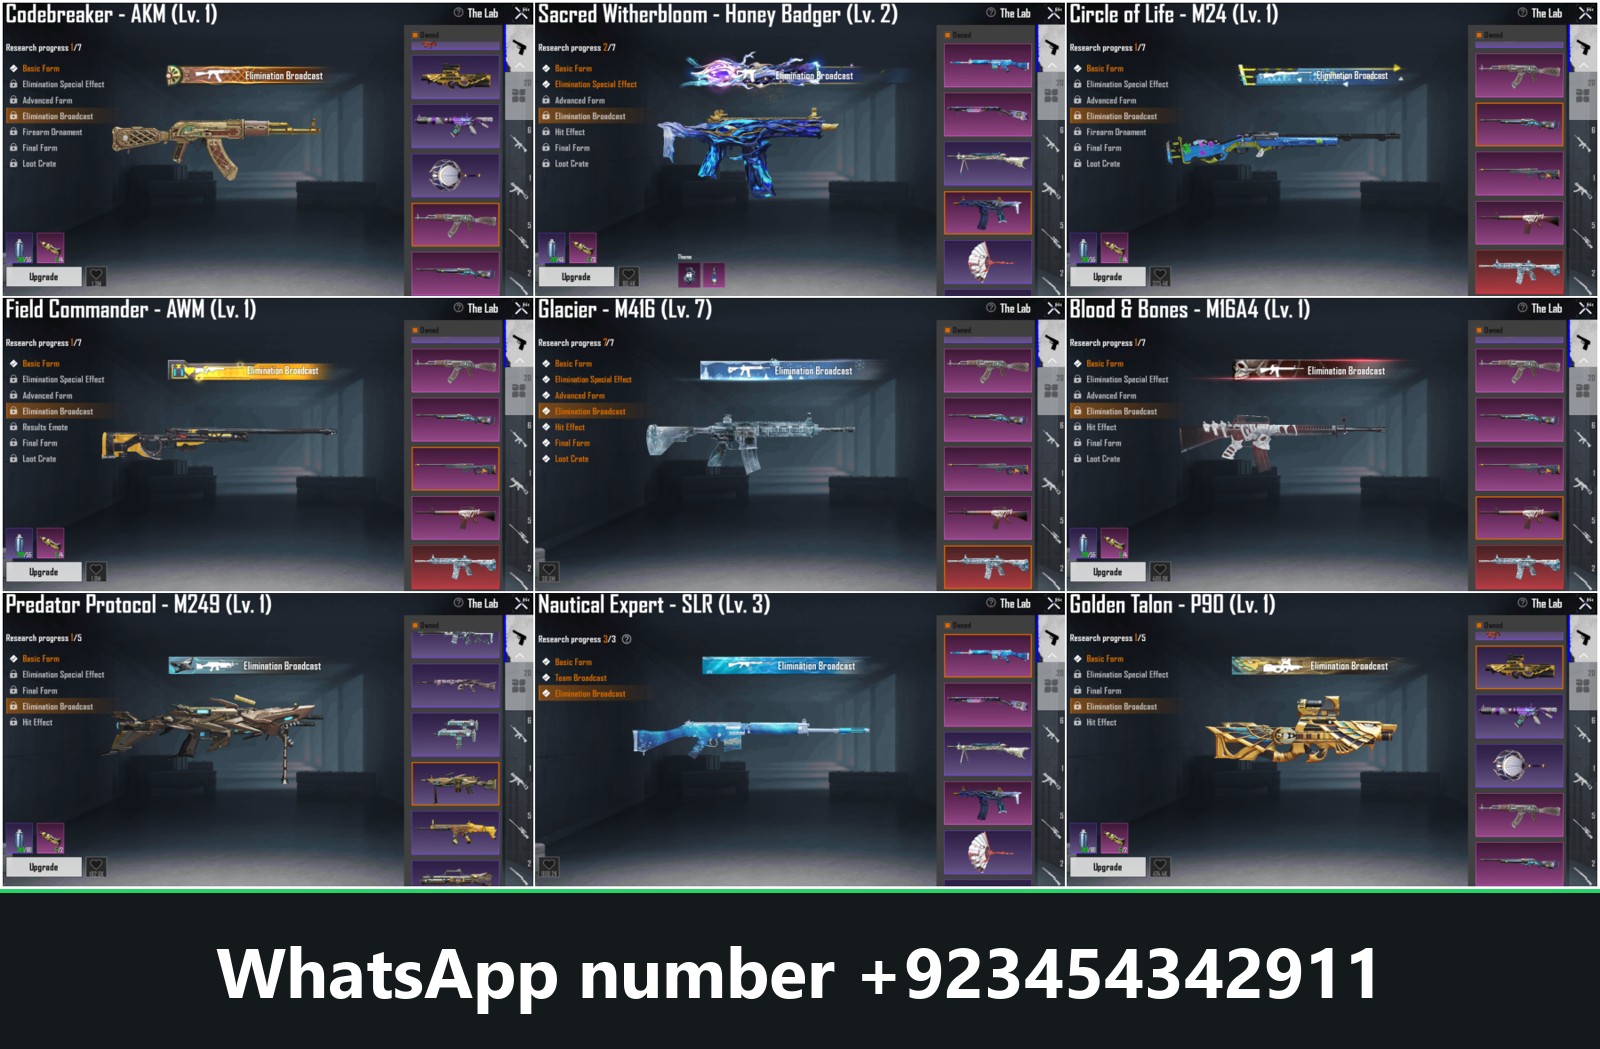 Codebreaker - AKM (Lv. 1)
The Lab
Research progress 1/7
Owned
Basic Form
Elimination Special Effect
Advanced Form
Elimination Broadcast
Firearm Ornament
Final Form
Loot Crate
Elimination Broadcast
Upgrade
Sacred Witherbloom - Honey Badger (Lv. 2)
The Lab
Research progress 2/7
Owned
Basic Form
Elimination Special Effect
Advanced Form
Elimination Broadcast
Hit Effect
Final Form
Loot Crate
Elimination Broadcast
Theme
Upgrade
Circle of Life - M24 (Lv. 1)
The Lab
Research progress 1/7
Owned
Basic Form
Elimination Special Effect
Advanced Form
Elimination Broadcast
Firearm Ornament
Final Form
Loot Crate
Elimination Broadcast
Upgrade
Field Commander - AWM (Lv. 1)
The Lab
Research progress 1/7
Owned
Basic Form
Elimination Special Effect
Advanced Form
Elimination Broadcast
Results Emote
Final Form
Loot Crate
Elimination Broadcast
Upgrade
Glacier - M416 (Lv. 7)
The Lab
Research progress 7/7
Owned
Basic Form
Elimination Special Effect
Advanced Form
Elimination Broadcast
Hit Effect
Final Form
Loot Crate
Elimination Broadcast
Blood & Bones - M16A4 (Lv. 1)
The Lab
Research progress 1/7
Owned
Basic Form
Elimination Special Effect
Advanced Form
Elimination Broadcast
Hit Effect
Final Form
Loot Crate
Elimination Broadcast
Upgrade
Predator Protocol - M249 (Lv. 1)
The Lab
Research progress 1/5
Owned
Basic Form
Elimination Special Effect
Final Form
Elimination Broadcast
Hit Effect
Elimination Broadcast
Upgrade
Nautical Expert - SLR (Lv. 3)
The Lab
Research progress 3/3
Owned
Basic Form
Team Broadcast
Elimination Broadcast
Elimination Broadcast
Golden Talon - P90 (Lv. 1)
The Lab
Research progress 1/5
Owned
Basic Form
Elimination Special Effect
Final Form
Elimination Broadcast
Hit Effect
Elimination Broadcast
Upgrade
WhatsApp number +923454342911